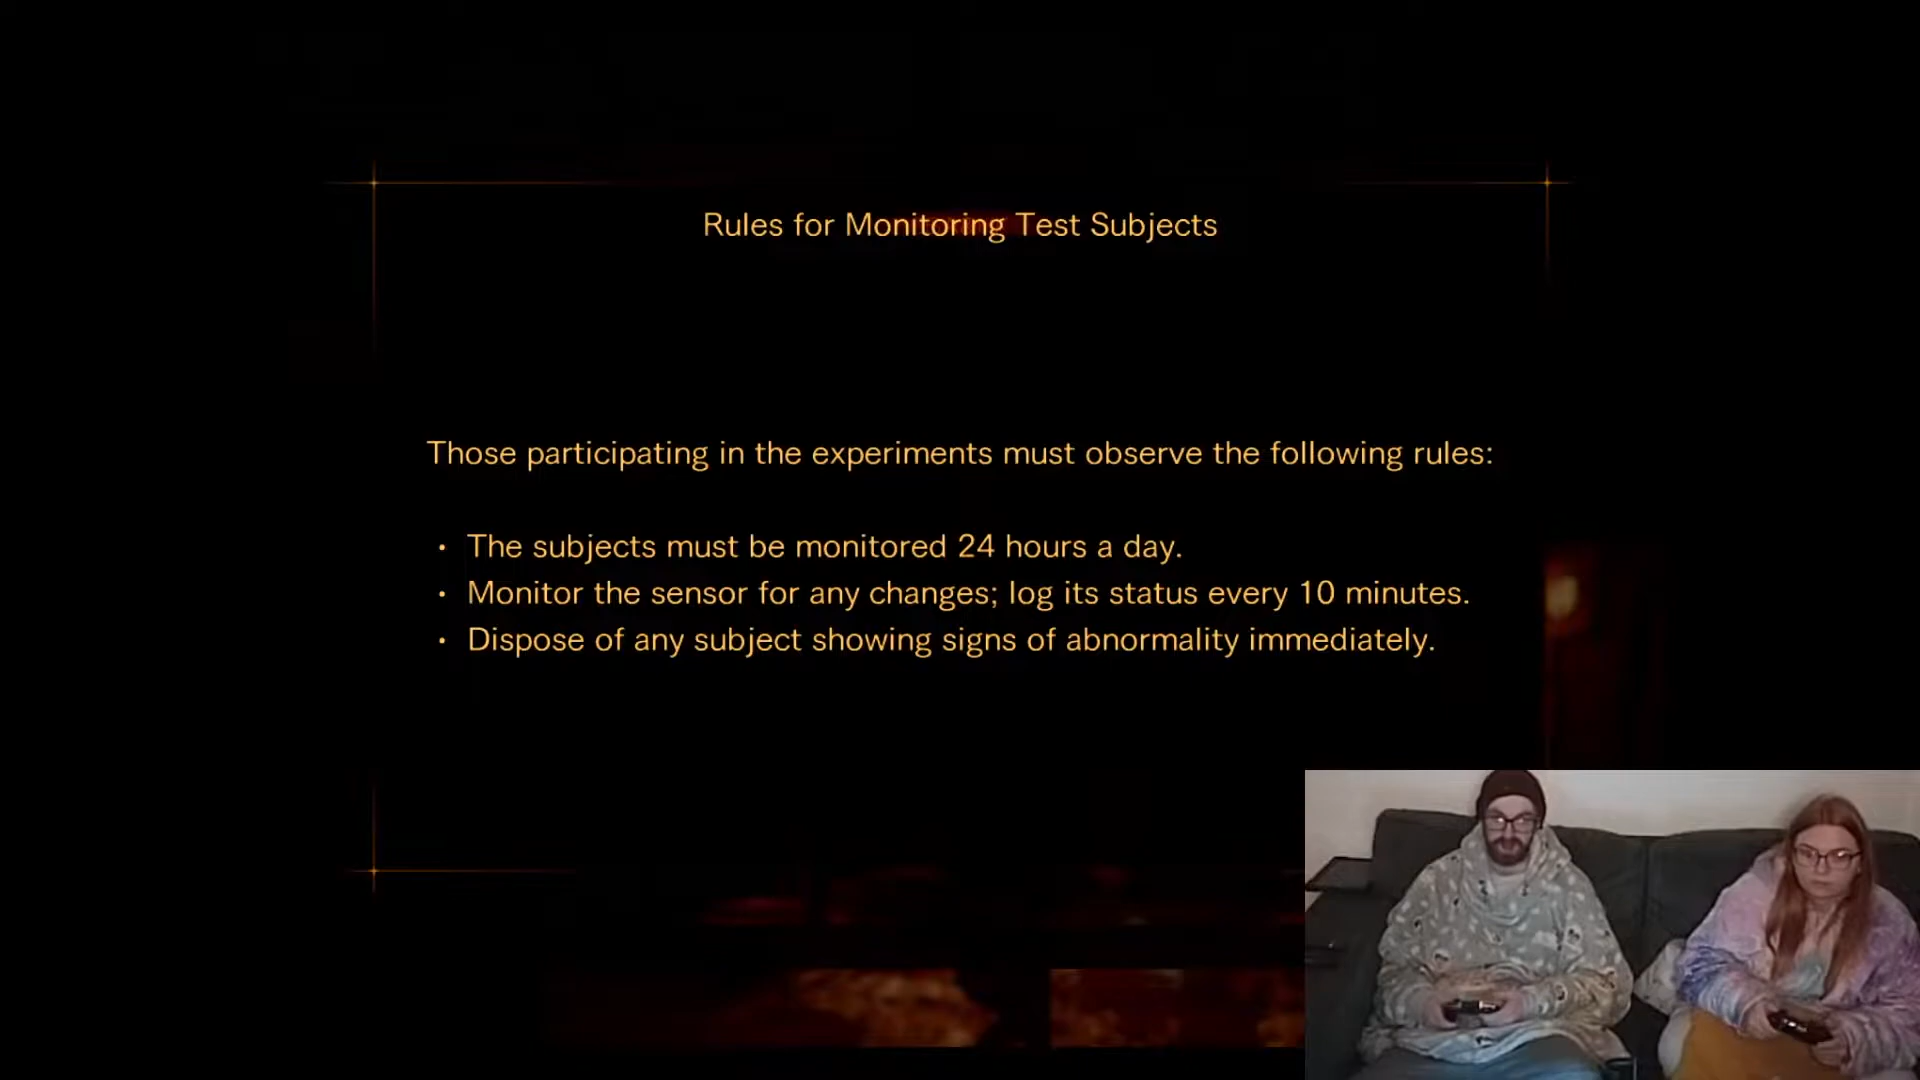 Rules for Monitoring Test Subjects
Those participating in the experiments must observe the following rules:
・ The subjects must be monitored 24 hours a day.
・ Monitor the sensor for any changes; log its status every 10 minutes.
・ Dispose of any subject showing signs of abnormality immediately.